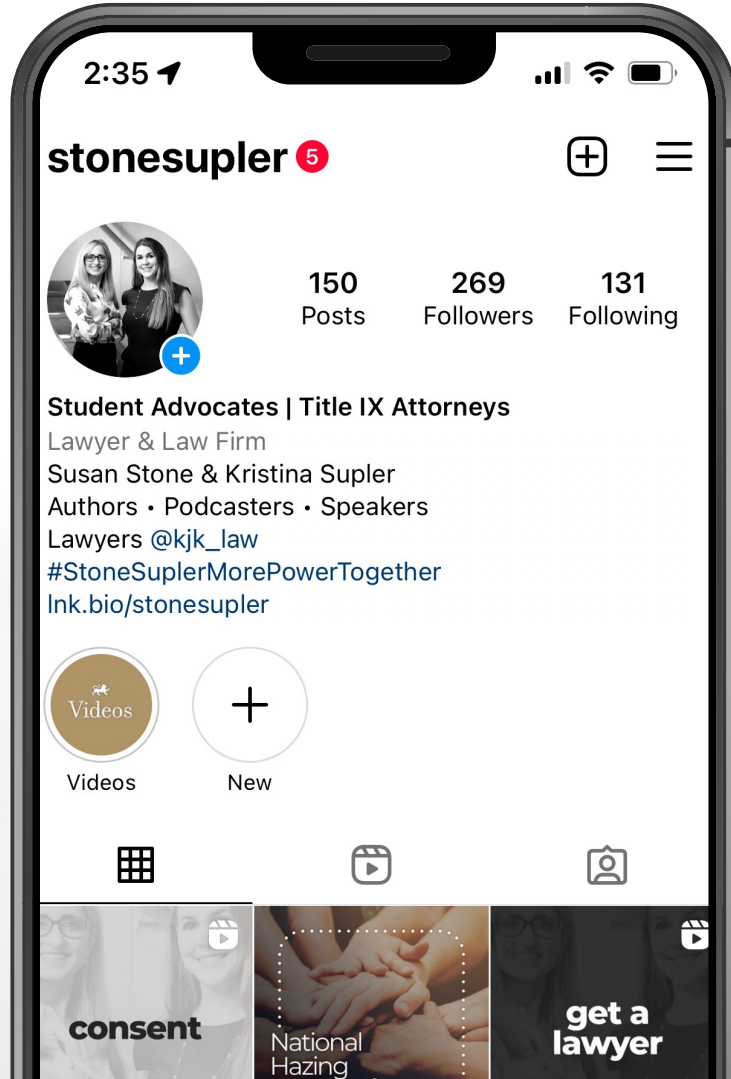 2:35
stonesupler 5
150 269 131
Posts Followers Following
Student Advocates | Title IX Attorneys
Lawyer & Law Firm
Susan Stone & Kristina Supler
Authors • Podcasters • Speakers
Lawyers @kjk_law
#StoneSuplerMorePowerTogether
lnk.bio/stonesupler
Videos
Videos New
consent
National
Hazing
get a
lawyer